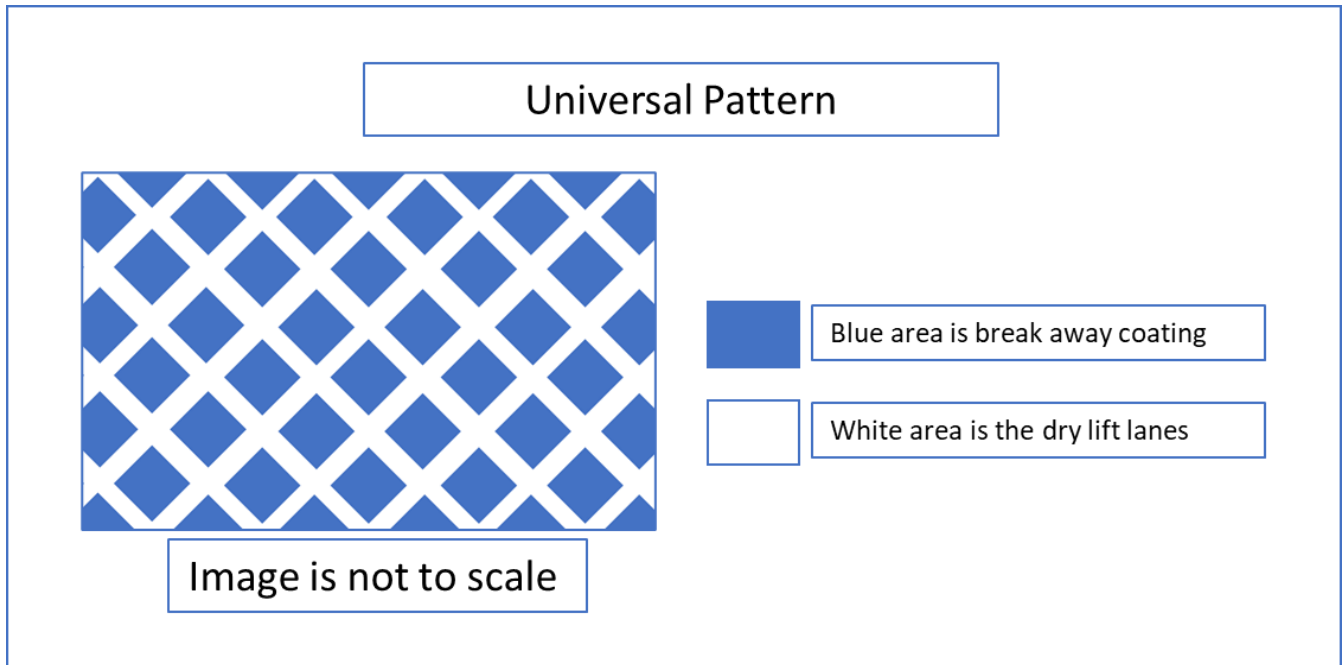 Universal Pattern
Blue area is break away coating
White area is the dry lift lanes
Image is not to scale